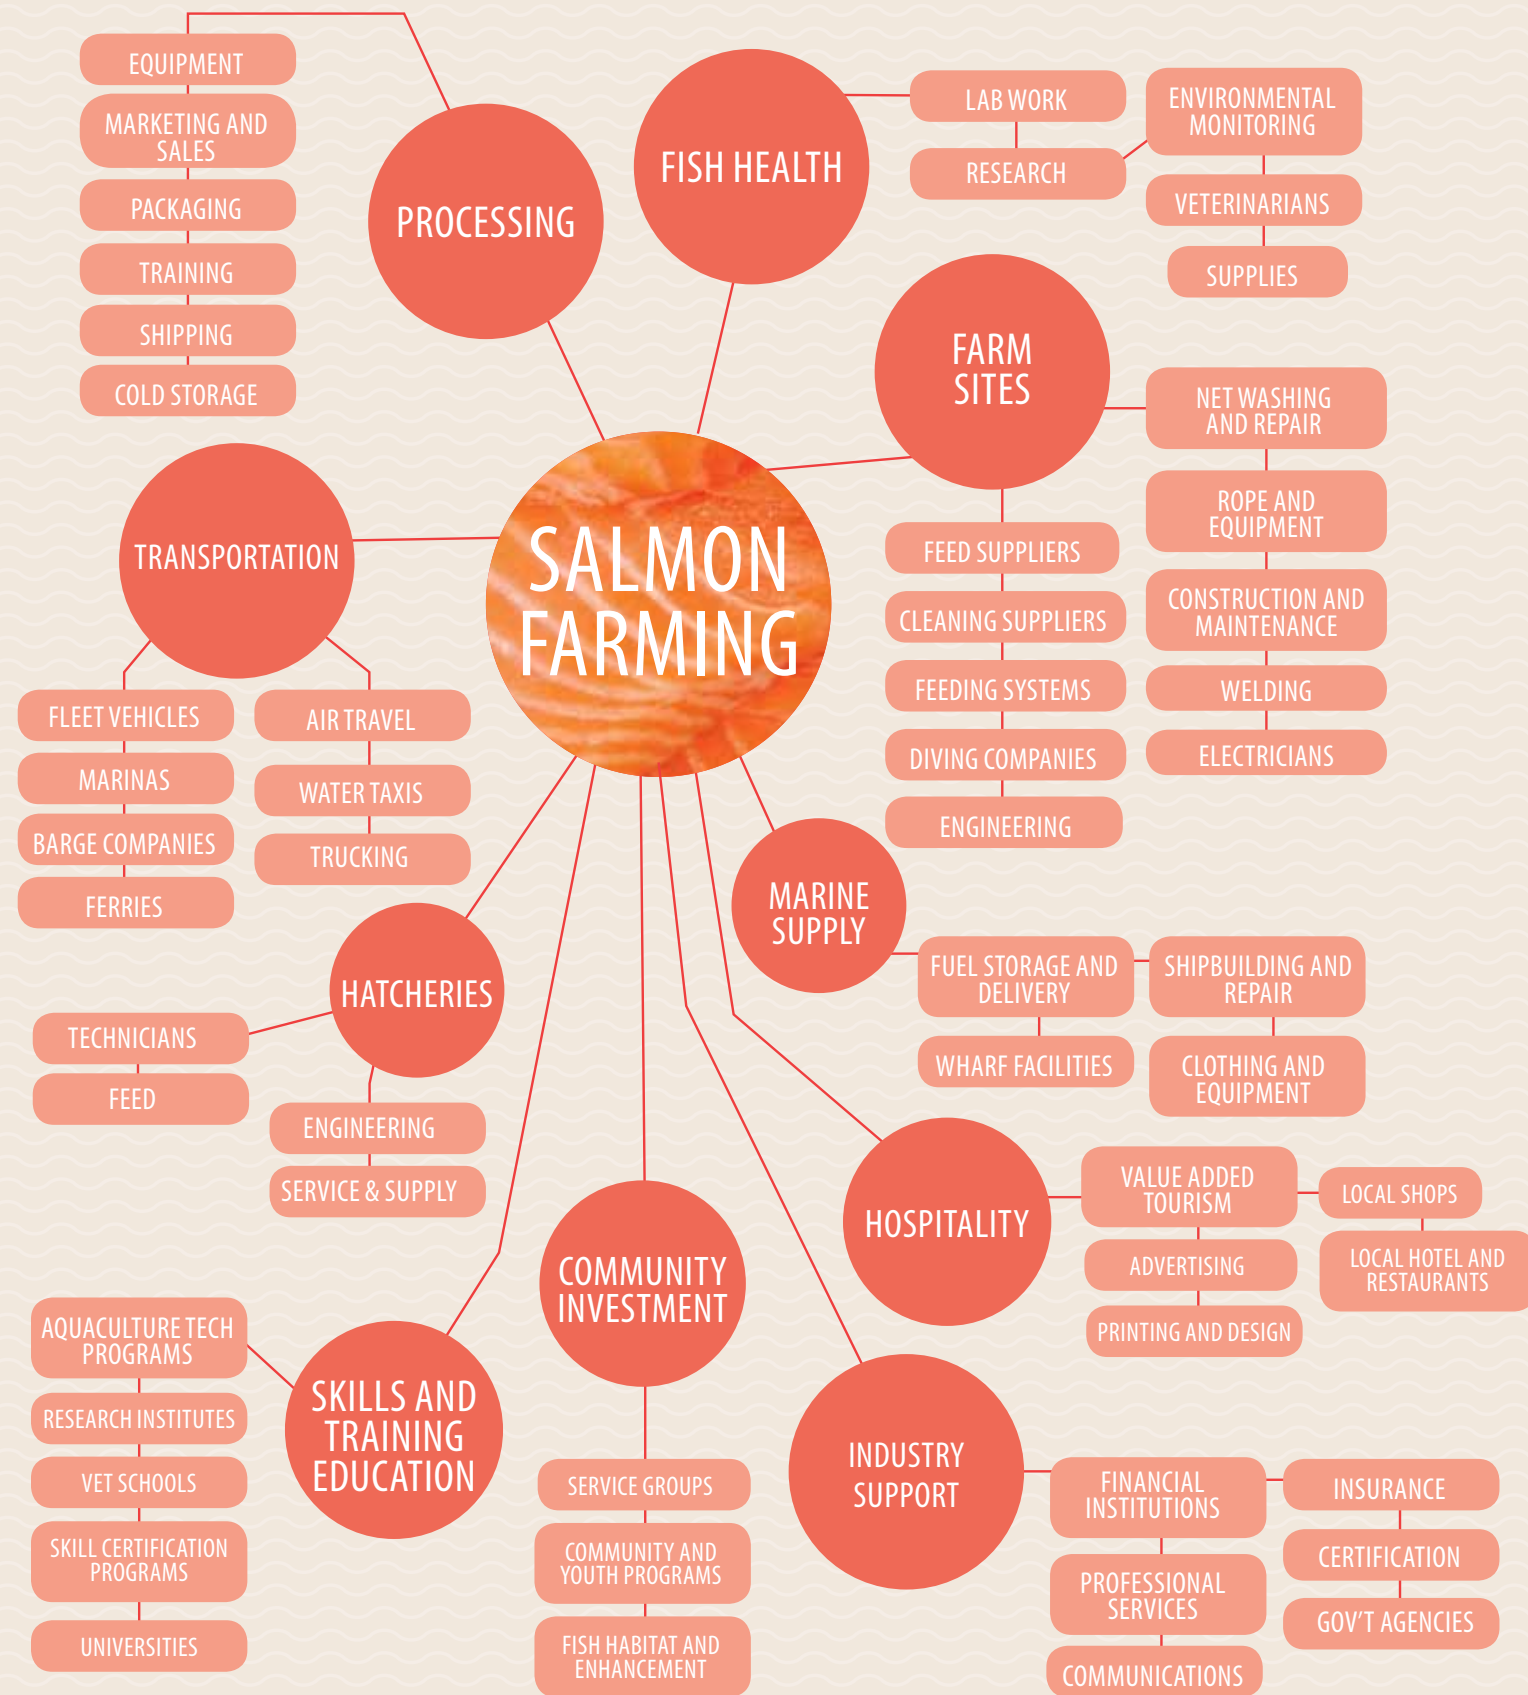 EQUIPMENT
MARKETING AND
SALES
PACKAGING
TRAINING
SHIPPING
COLD STORAGE
PROCESSING
FISH HEALTH
LAB WORK
RESEARCH
ENVIRONMENTAL
MONITORING
VETERINARIANS
SUPPLIES
FARM
SITES
NET WASHING
AND REPAIR
ROPE AND
EQUIPMENT
CONSTRUCTION AND
MAINTENANCE
WELDING
ELECTRICIANS
FEED SUPPLIERS
CLEANING SUPPLIERS
FEEDING SYSTEMS
DIVING COMPANIES
ENGINEERING
SALMON
FARMING
TRANSPORTATION
FLEET VEHICLES
MARINAS
BARGE COMPANIES
FERRIES
AIR TRAVEL
WATER TAXIS
TRUCKING
MARINE
SUPPLY
FUEL STORAGE AND
DELIVERY
WHARF FACILITIES
SHIPBUILDING AND
REPAIR
CLOTHING AND
EQUIPMENT
HATCHERIES
TECHNICIANS
FEED
ENGINEERING
SERVICE & SUPPLY
HOSPITALITY
VALUE ADDED
TOURISM
ADVERTISING
PRINTING AND DESIGN
LOCAL SHOPS
LOCAL HOTEL AND
RESTAURANTS
COMMUNITY
INVESTMENT
SERVICE GROUPS
COMMUNITY AND
YOUTH PROGRAMS
FISH HABITAT AND
ENHANCEMENT
SKILLS AND
TRAINING
EDUCATION
AQUACULTURE TECH
PROGRAMS
RESEARCH INSTITUTES
VET SCHOOLS
SKILL CERTIFICATION
PROGRAMS
UNIVERSITIES
INDUSTRY
SUPPORT
FINANCIAL
INSTITUTIONS
PROFESSIONAL
SERVICES
COMMUNICATIONS
INSURANCE
CERTIFICATION
GOV'T AGENCIES